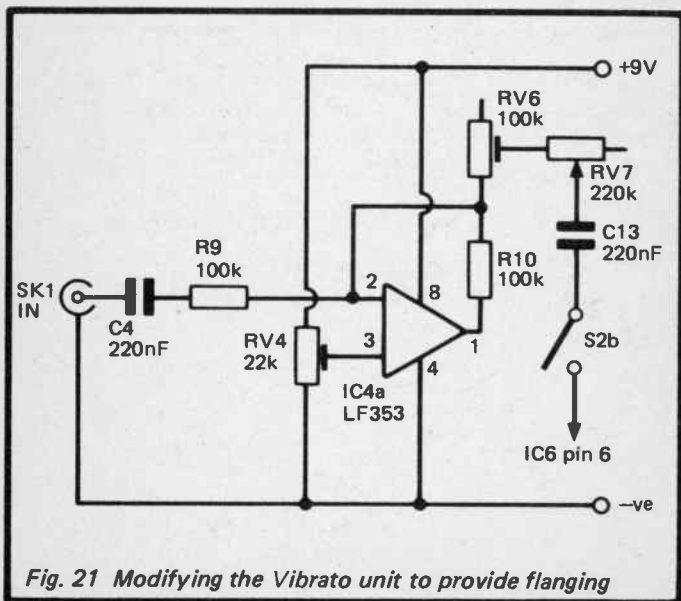 +9V
RV6
100k
RV7
220k
R9
100k
C13
220nF
R10
100k
SK1
IN
2
8
C4
220nF
RV4
22k
3
1
4
S2b
IC4a
LF353
IC6 pin 6
—ve
Fig. 21 Modifying the Vibrato unit to provide flanging